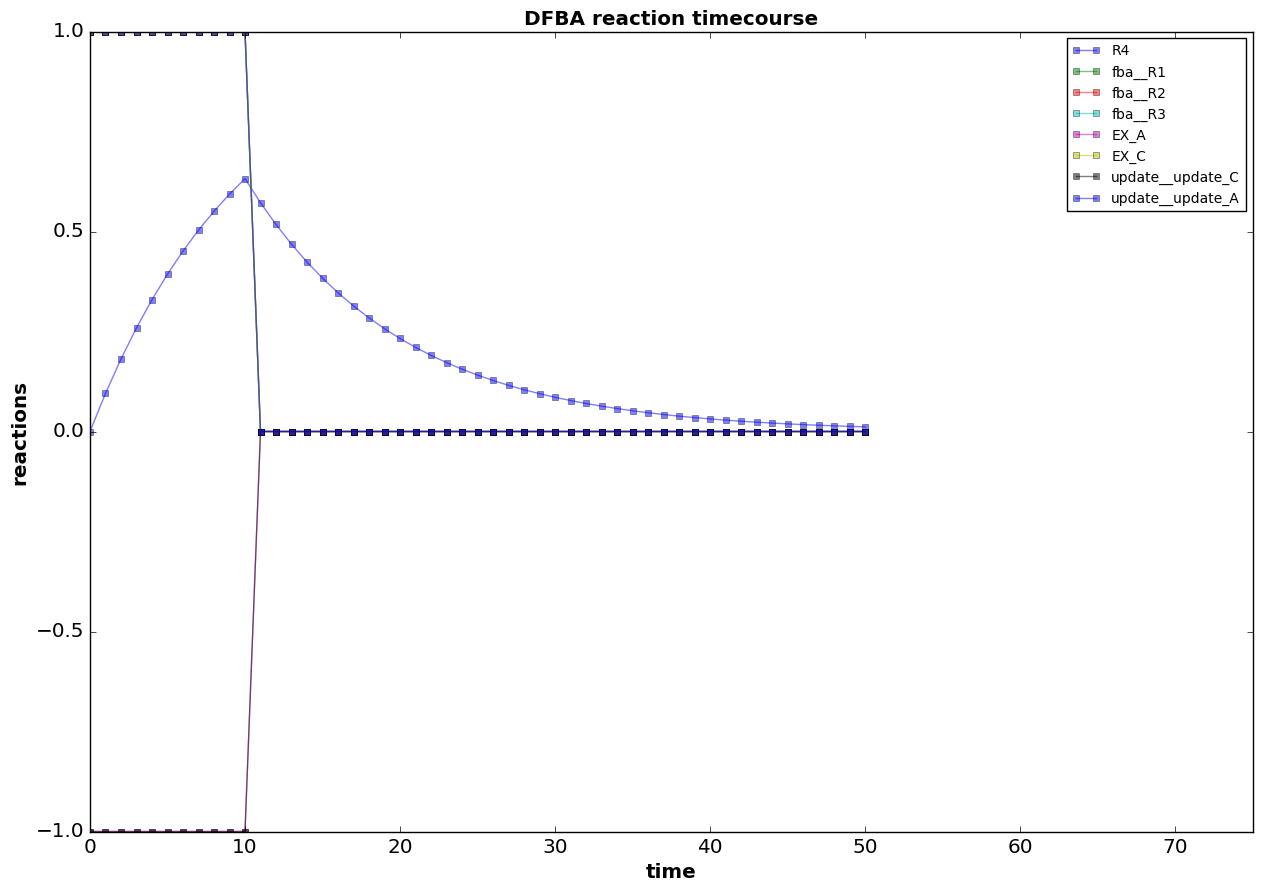 DFBA reaction timecourse
1.0
0.5
0.0
−0.5
−1.0
reactions
R4
fba__R1
fba__R2
fba__R3
EX_A
EX_C
update__update_C
update__update_A
0 10 20 30 40 50 60 70
time